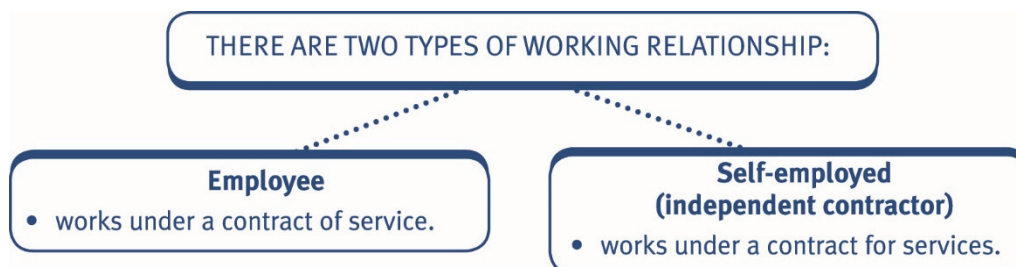 THERE ARE TWO TYPES OF WORKING RELATIONSHIP:
Employee
• works under a contract of service.
Self-employed
(independent contractor)
• works under a contract for services.